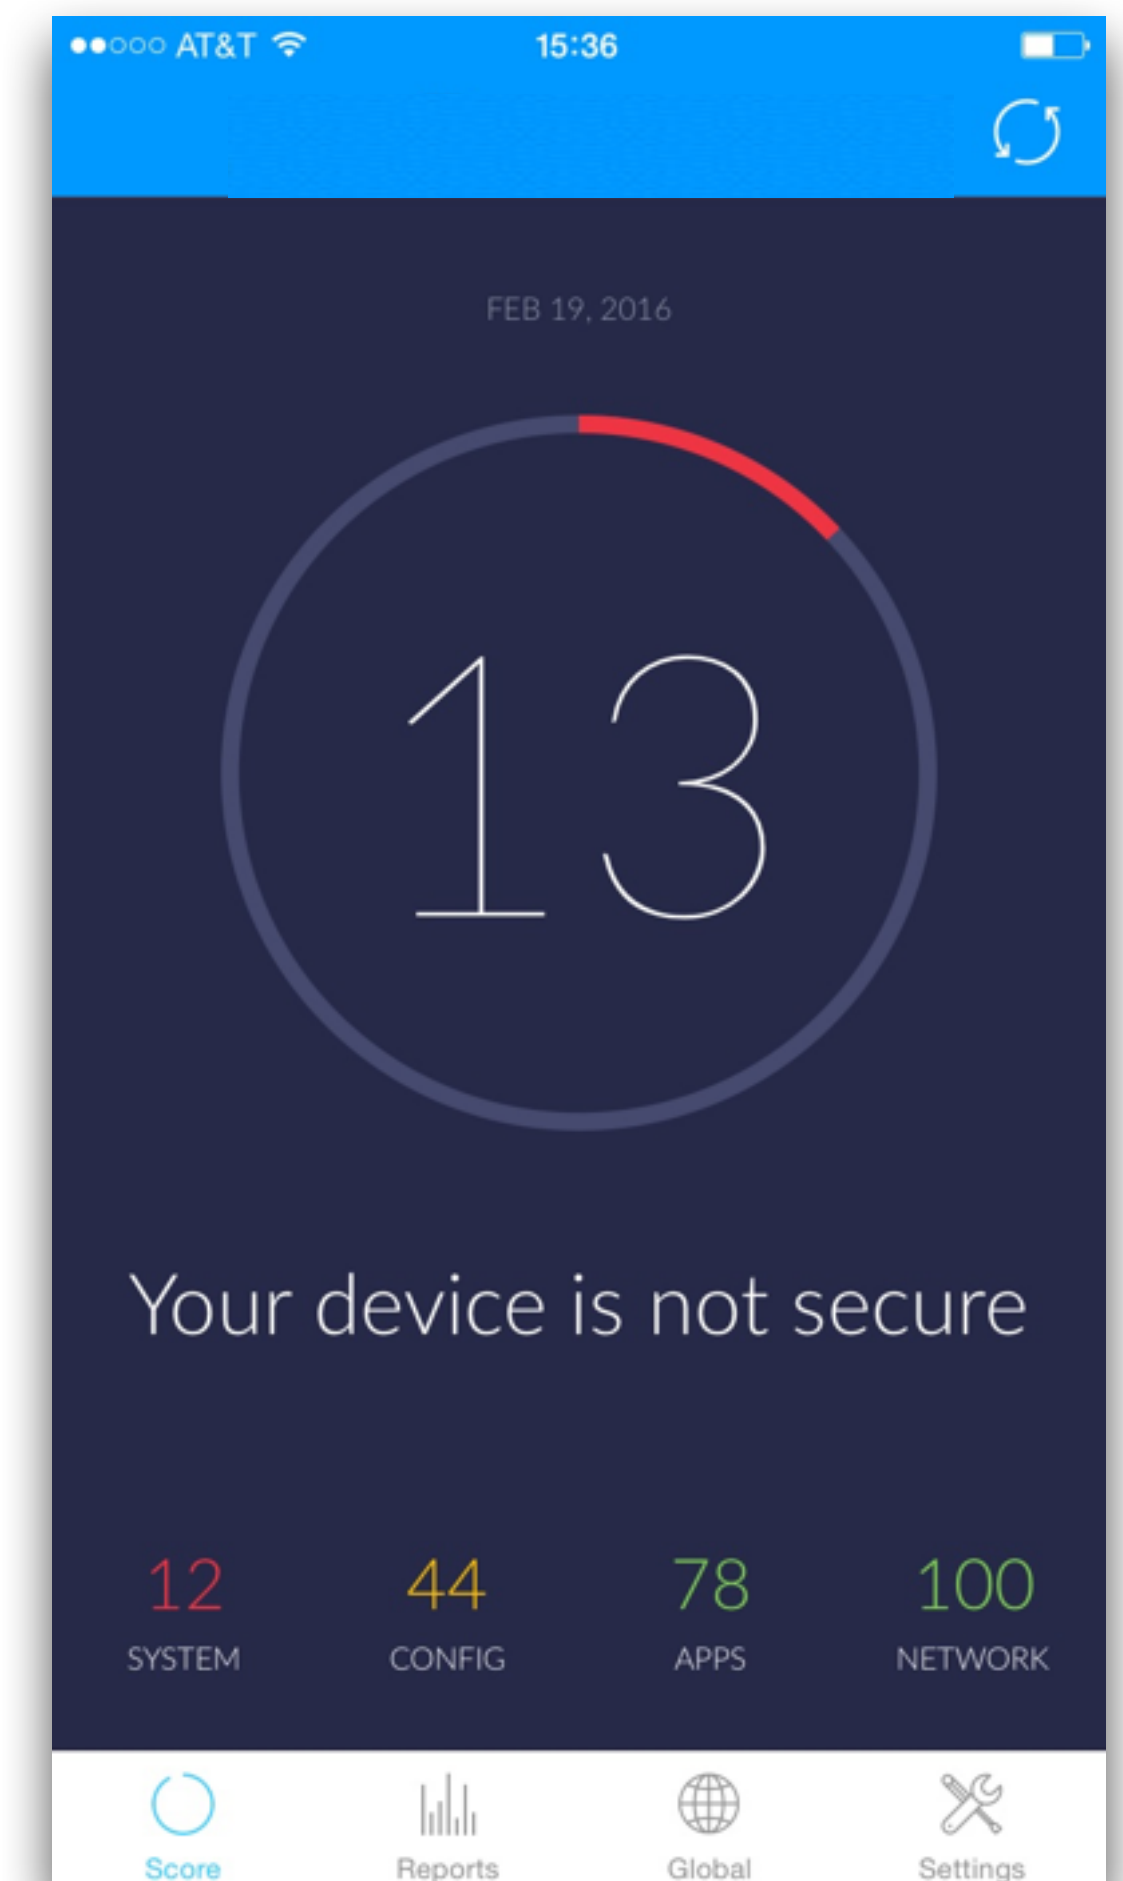 AT&T 15:36
FEB 19, 2016
13
Your device is not secure
12 44 78 100
SYSTEM CONFIG APPS NETWORK
Score Reports Global Settings